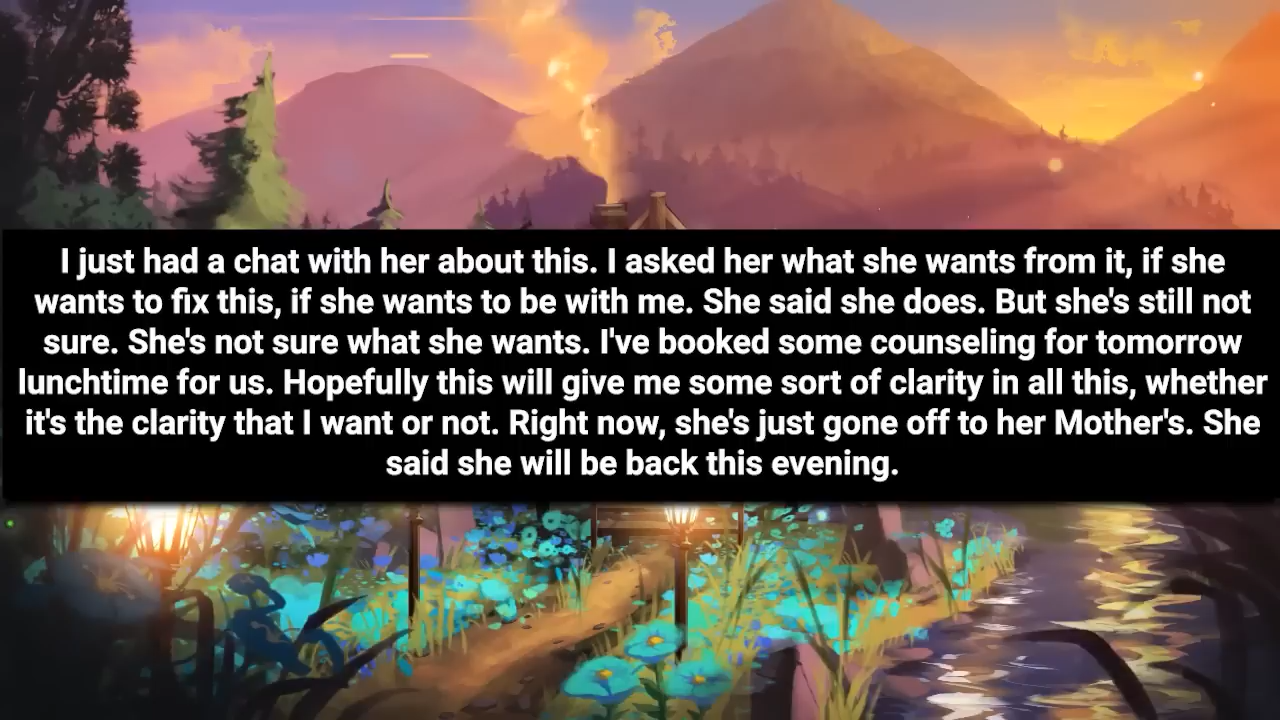 I just had a chat with her about this. I asked her what she wants from it, if she
wants to fix this, if she wants to be with me. She said she does. But she's still not
sure. She's not sure what she wants. I've booked some counseling for tomorrow
lunchtime for us. Hopefully this will give me some sort of clarity in all this, whether
it's the clarity that I want or not. Right now, she's just gone off to her Mother's. She
said she will be back this evening.